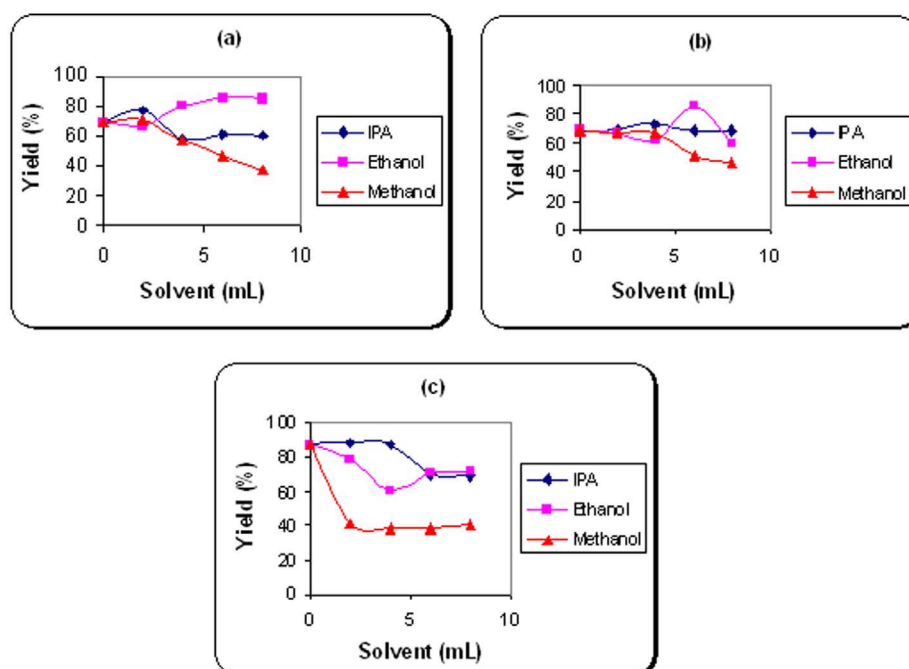 (a)
100
80
60
40
20
0
0 5 10
Yield (%)
Solvent (mL)
IPA
Ethanol
Methanol
(b)
100
80
60
40
20
0
0 5 10
Yield (%)
Solvent (mL)
IPA
Ethanol
Methanol
(c)
100
80
60
40
20
0
0 5 10
Yield (%)
Solvent (mL)
IPA
Ethanol
Methanol